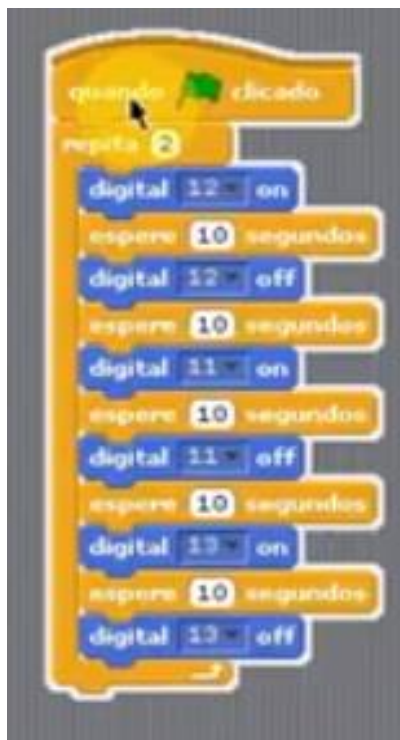 quando clicado
repita 2
digital 12 on
espere 10 segundos
digital 12 off
espere 10 segundos
digital 11 on
espere 10 segundos
digital 11 off
espere 10 segundos
digital 13 on
espere 10 segundos
digital 13 off